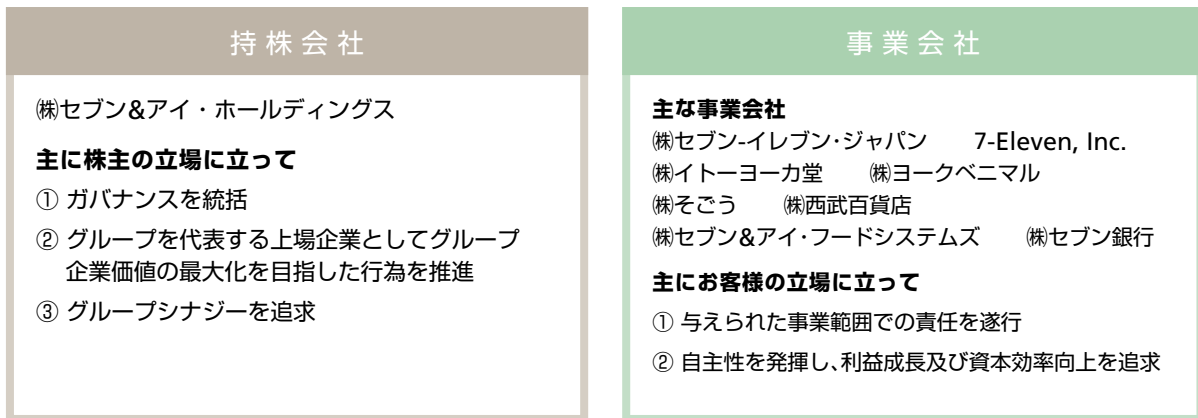 持株会社
㈱セブン&アイ・ホールディングス
主に株主の立場に立って
① ガバナンスを統括
② グループを代表する上場企業としてグループ
企業価値の最大化を目指した行為を推進
③ グループシナジーを追求
事業会社
主な事業会社
㈱セブン-イレブン・ジャパン　　7-Eleven, Inc.
㈱イトーヨーカ堂　　㈱ヨークベニマル
㈱そごう　　㈱西武百貨店
㈱セブン&アイ・フードシステムズ　　㈱セブン銀行
主にお客様の立場に立って
① 与えられた事業範囲での責任を遂行
② 自主性を発揮し、利益成長及び資本効率向上を追求